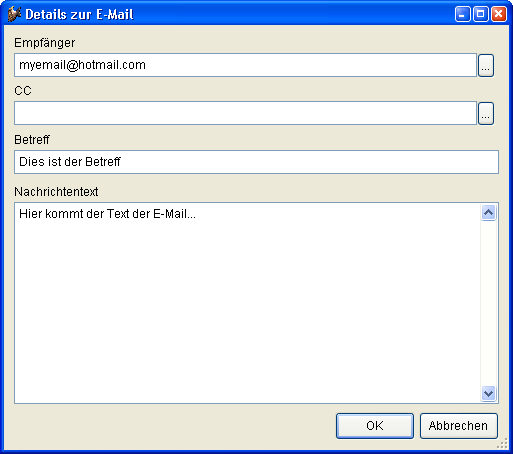 Details zur E-Mail
Empfänger
myemail@hotmail.com
...
CC
...
Betreff
Dies ist der Betreff
Nachrichtentext
Hier kommt der Text der E-Mail...
OK Abbrechen